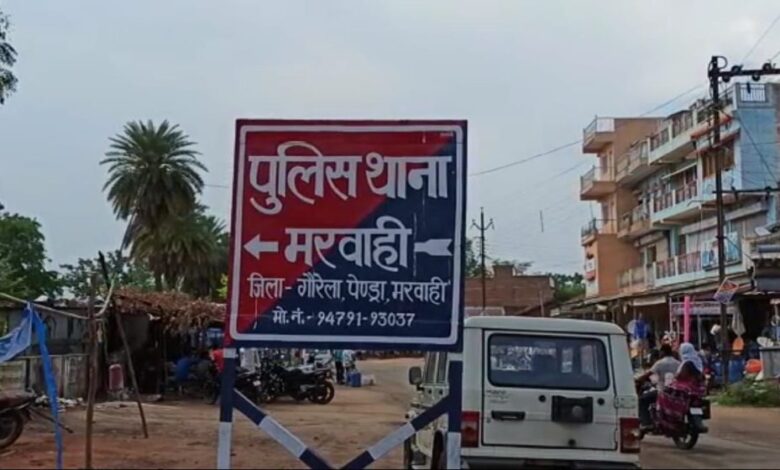 पुलिस थाना
मरवाही
जिला- गौरेला, पेण्ड्रा, मरवाही
मो.नं.- 94791-93037